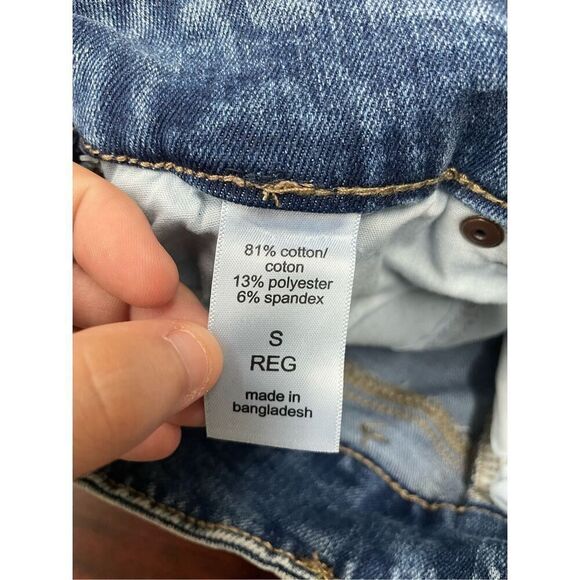 81% cotton/
coton
13% polyester
6% spandex
S
REG
made in
bangladesh